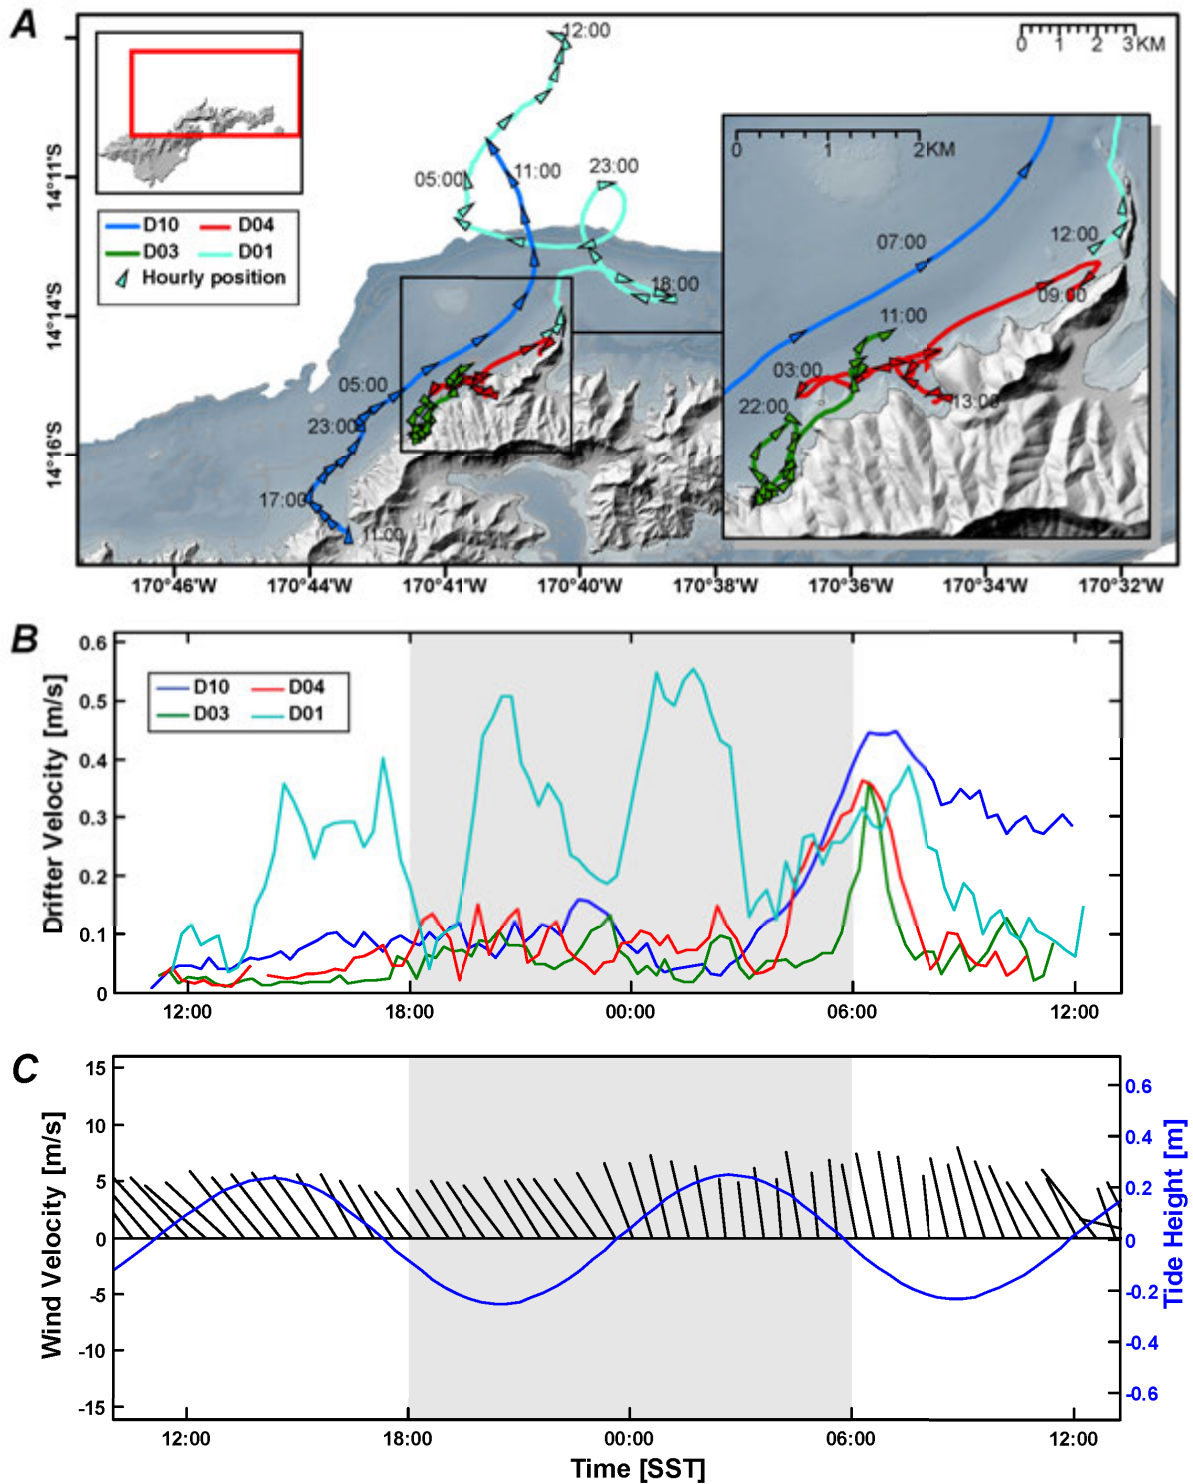 A
12:00
0 1 2 3 KM
14°11'S
14°14'S
14°16'S
D10 D04
D03 D01
Hourly position
05:00
11:00
23:00
18:00
05:00
23:00
17:00
11:00
0 1 2 KM
07:00
12:00
09:00
11:00
03:00
22:00
13:00
170°46'W 170°44'W 170°41'W 170°40'W 170°38'W 170°36'W 170°34'W 170°32'W
B
Drifter Velocity [m/s]
0.6
0.5
0.4
0.3
0.2
0.1
0
D10 D04
D03 D01
12:00 18:00 00:00 06:00 12:00
C
Wind Velocity [m/s]
15
10
5
0
-5
-10
-15
0.6
0.4
0.2
0
-0.2
-0.4
-0.6
Tide Height [m]
12:00 18:00 00:00 06:00 12:00
Time [SST]